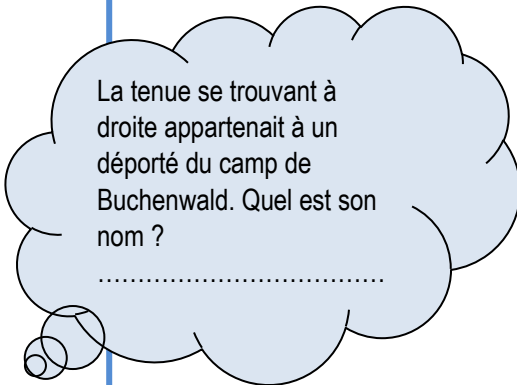 La tenue se trouvant à
droite appartenait à un
déporté du camp de
Buchenwald. Quel est son
nom ?
…………………………………